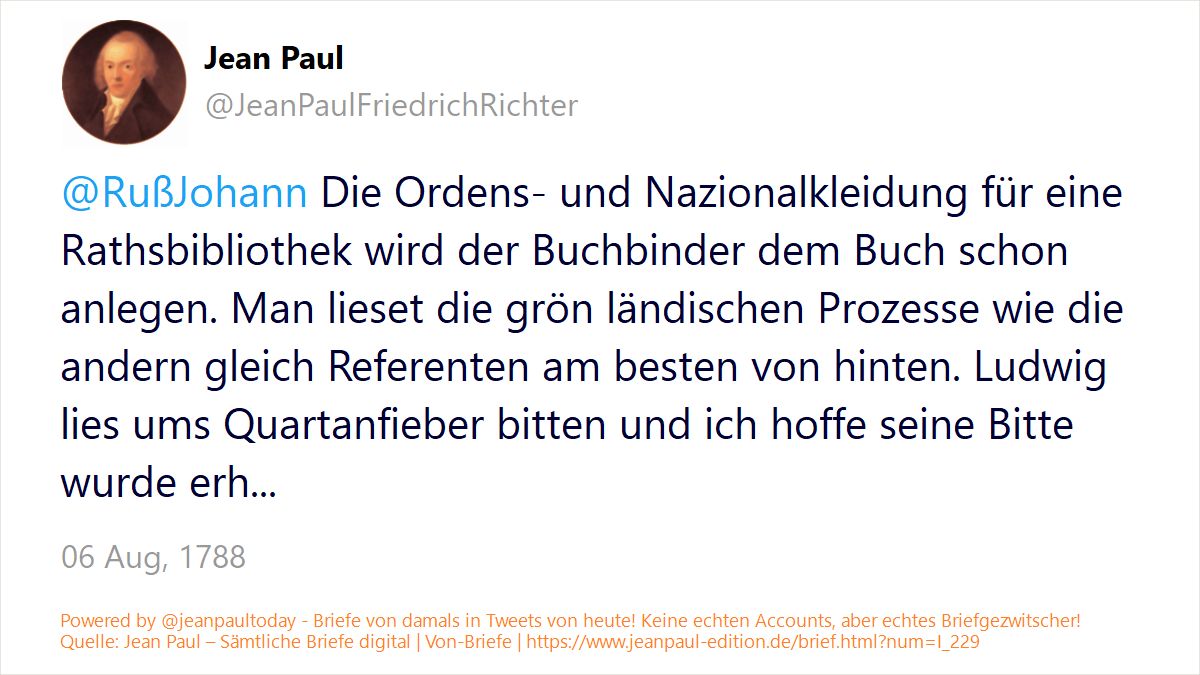 Jean Paul
@JeanPaulFriedrichRichter
@RußJohann Die Ordens- und Nazionalkleidung für eine
Rathsbibliothek wird der Buchbinder dem Buch schon
anlegen. Man lieset die grön ländischen Prozesse wie die
andern gleich Referenten am besten von hinten. Ludwig
lies ums Quartanfieber bitten und ich hoffe seine Bitte
wurde erh...
06 Aug, 1788
Powered by @jeanpaultoday - Briefe von damals in Tweets von heute! Keine echten Accounts, aber echtes Briefgezwitscher!
Quelle: Jean Paul – Sämtliche Briefe digital | Von-Briefe | https://www.jeanpaul-edition.de/brief.html?num=I_229